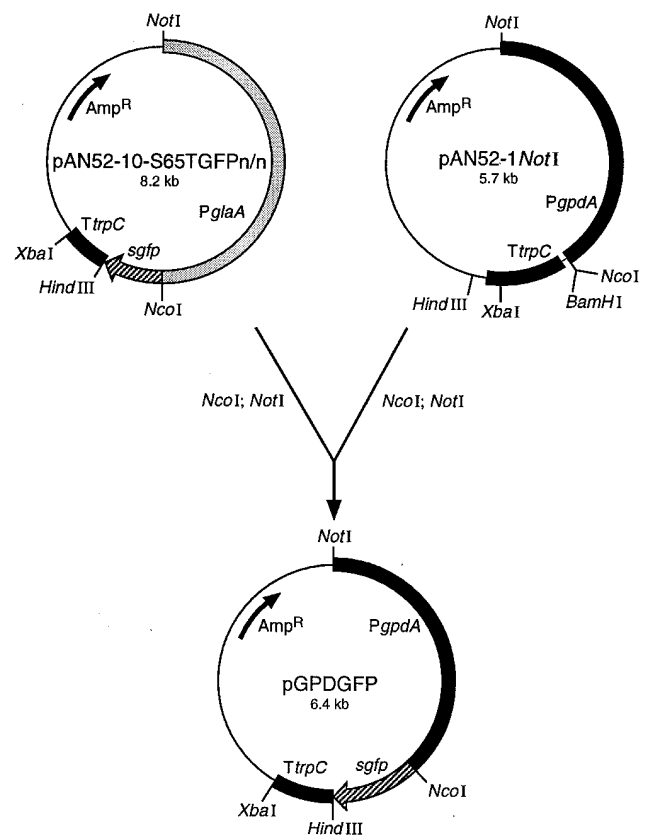 NotI
AmpR
pAN52-10-S65TGFPn/n
8.2 kb
PglaA
TtrpC
sgfp
XbaI
HindIII
NcoI
NotI
AmpR
pAN52-1NotI
5.7 kb
PgpdA
TtrpC
NcoI
BamHI
HindIII
XbaI
NcoI; NotI
NcoI; NotI
NotI
AmpR
PgpdA
pGPDGFP
6.4 kb
TtrpC
sgfp
NcoI
XbaI
HindIII